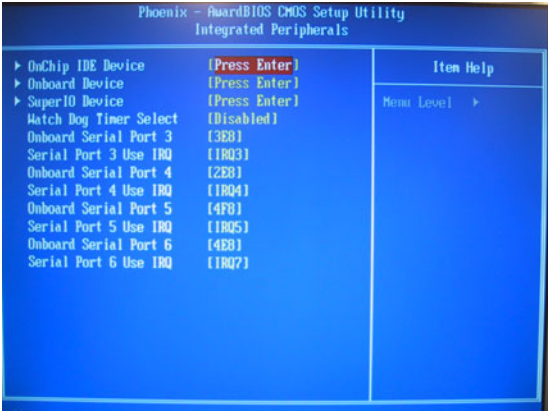 Phoenix - AwardBIOS CMOS Setup Utility
Integrated Peripherals
▸ OnChip IDE Device [Press Enter]
▸ Onboard Device [Press Enter]
▸ SuperIO Device [Press Enter]
Watch Dog Timer Select [Disabled]
Onboard Serial Port 3 [3E8]
Serial Port 3 Use IRQ [IRQ3]
Onboard Serial Port 4 [2E8]
Serial Port 4 Use IRQ [IRQ4]
Onboard Serial Port 5 [4F8]
Serial Port 5 Use IRQ [IRQ5]
Onboard Serial Port 6 [4E8]
Serial Port 6 Use IRQ [IRQ7]
Item Help
Menu Level ▸